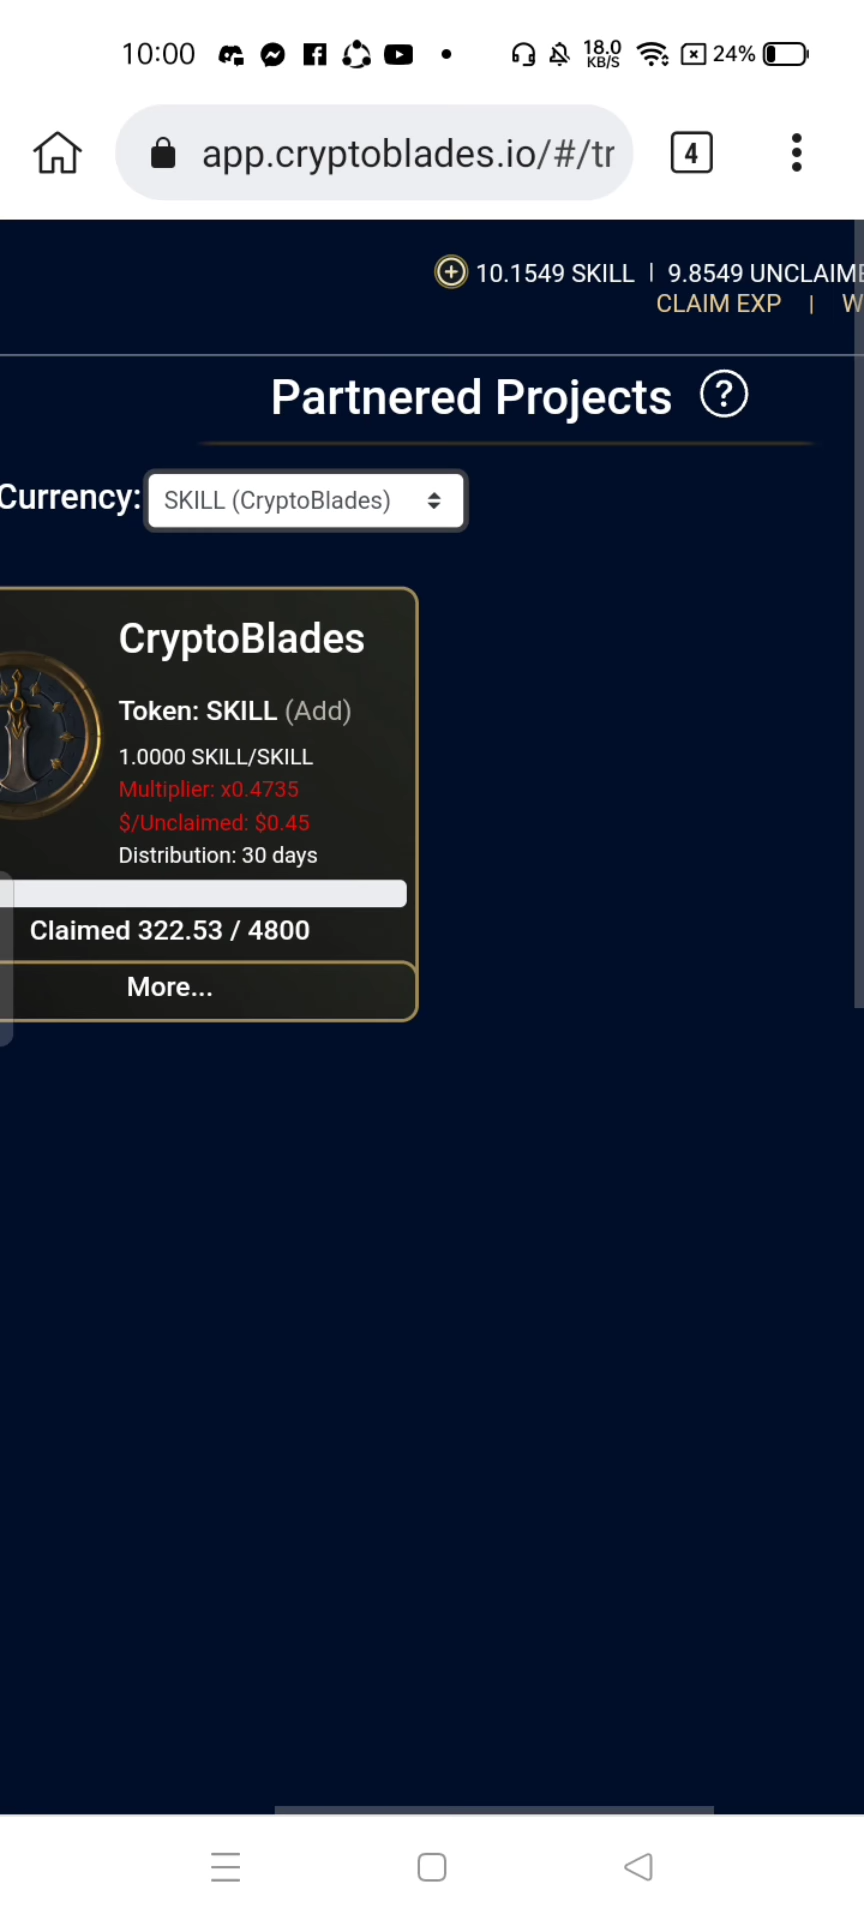 10:00
18.0
KB/S
24%
app.cryptoblades.io/#/tr
4
10.1549 SKILL | 9.8549 UNCLAIME
CLAIM EXP | W
Partnered Projects ?
Currency: SKILL (CryptoBlades)
CryptoBlades
Token: SKILL (Add)
1.0000 SKILL/SKILL
Multiplier: x0.4735
$/Unclaimed: $0.45
Distribution: 30 days
Claimed 322.53 / 4800
More...